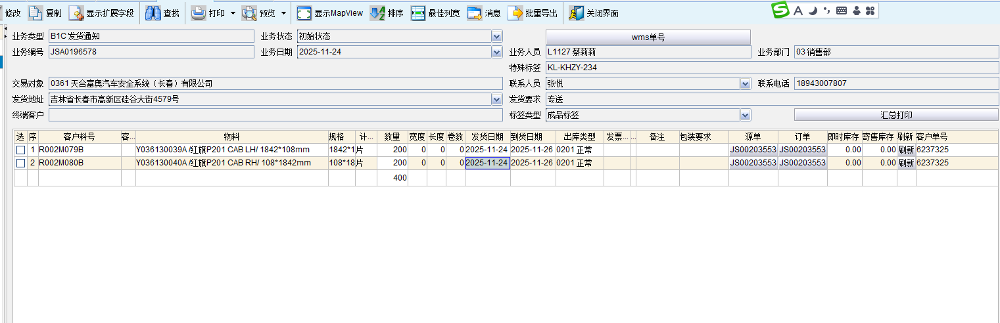 修改 复制 显示扩展字段 查找 打印 预览 显示MapView 排序 最佳列宽 消息 批量导出 关闭界面
业务类型 B1C 发货通知 业务状态 初始状态 wms单号
业务编号 JSA0196578 业务日期 2025-11-24 业务人员 L1127 蔡莉莉 业务部门 03 销售部
特殊标签 KL-KHZY-234
交易对象 0361 天合富奥汽车安全系统（长春）有限公司 联系人员 张悦 联系电话 18943007807
发货地址 吉林省长春市高新区硅谷大街4579号 发货要求 专送
终端客户 标签类型 成品标签 汇总打印
选 序 客户料号 客... 物料 规格 计... 数量 宽度 长度 卷数 发货日期 到货日期 出库类型 发票... ... 备注 包装要求 源单 订单 即时库存 寄售库存 刷新 客户单号
1 R002M079B Y036130039A /红旗P201 CAB LH/ 1842*108mm 1842*1 片 200 0 0 0 2025-11-24 2025-11-26 0201 正常 JS00203553 JS00203553 0.00 0.00 刷新 6237325
2 R002M080B Y036130040A /红旗P201 CAB RH/ 108*1842mm 108*18 片 200 0 0 0 2025-11-24 2025-11-26 0201 正常 JS00203553 JS00203553 0.00 0.00 刷新 6237325
400